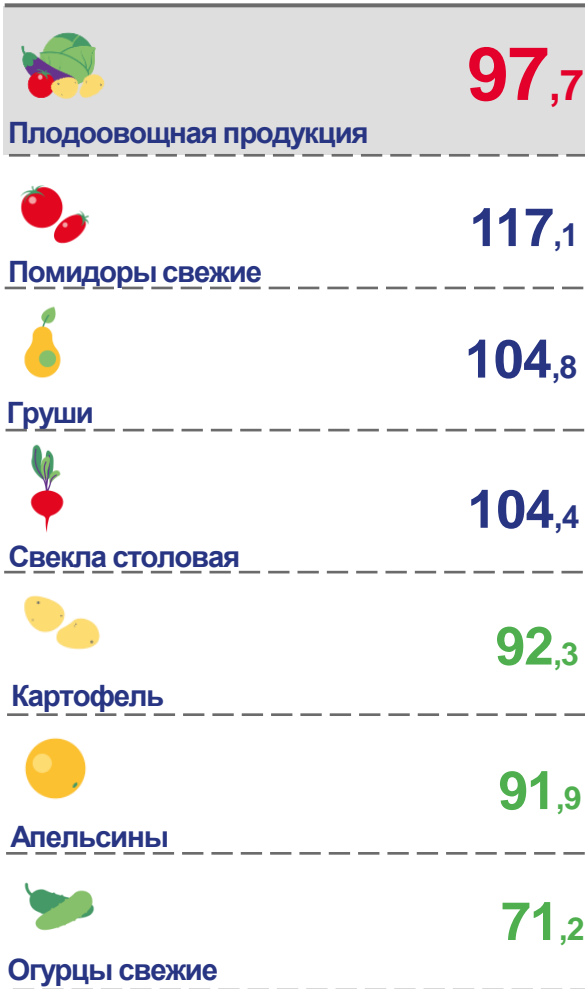 97,7
Плодоовощная продукция
117,1
Помидоры свежие
104,8
Груши
104,4
Свекла столовая
92,3
Картофель
91,9
Апельсины
71,2
Огурцы свежие